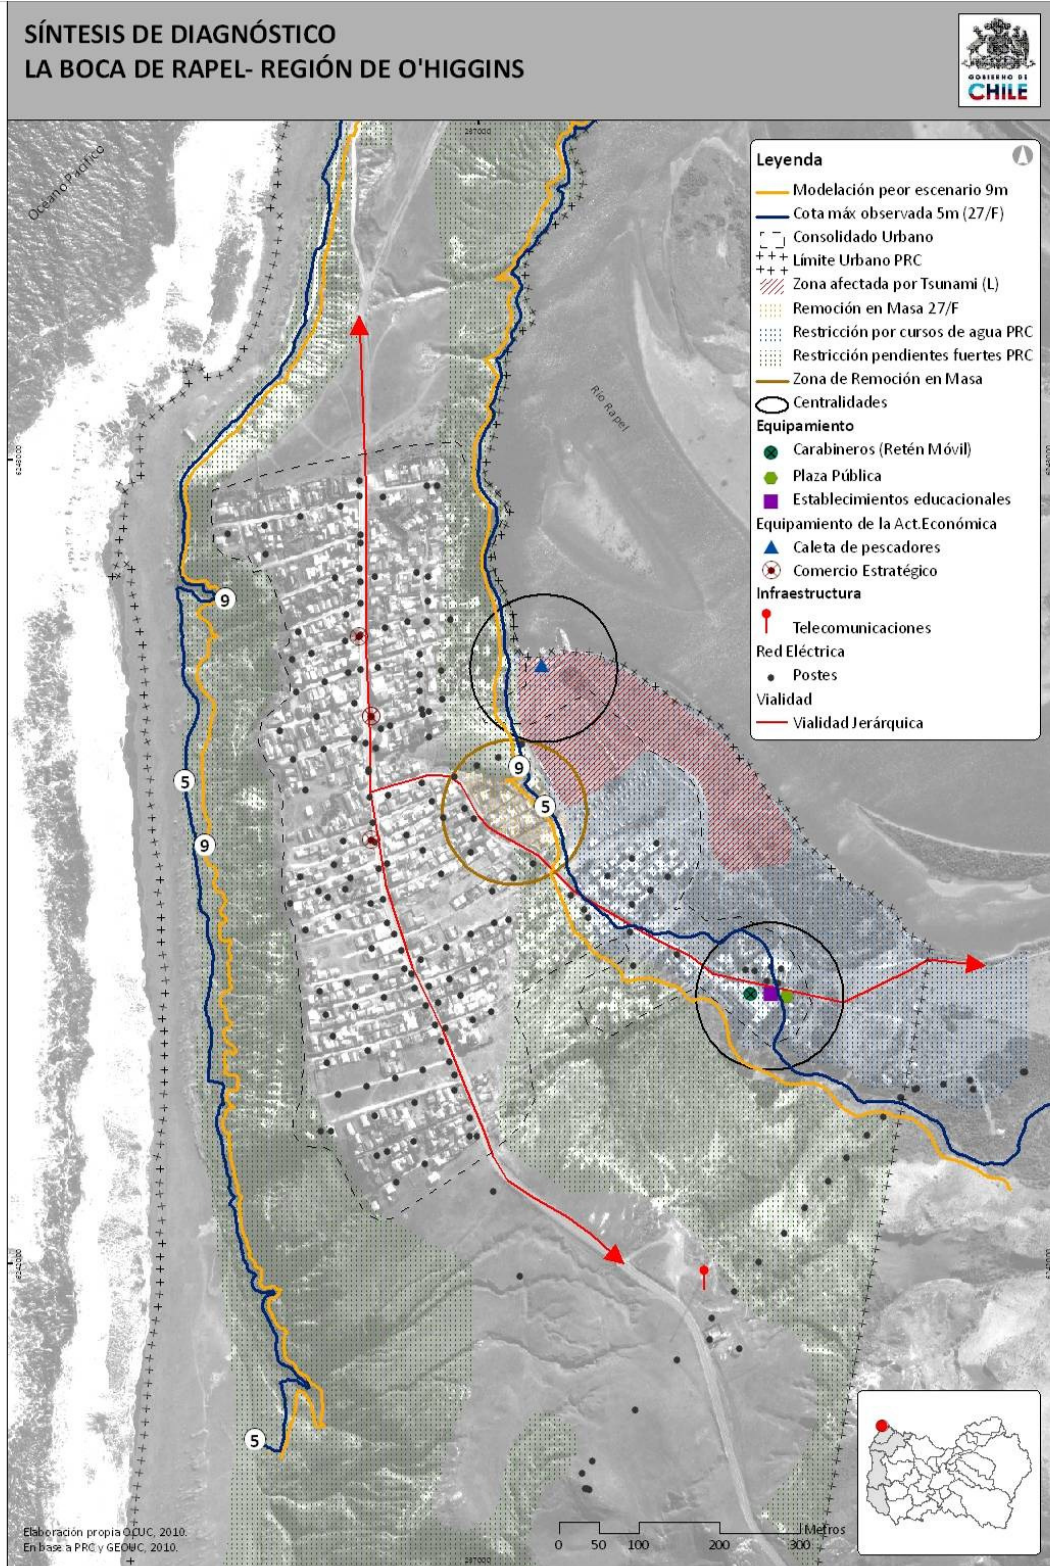 SÍNTESIS DE DIAGNÓSTICO
LA BOCA DE RAPEL- REGIÓN DE O'HIGGINS
GOBIERNO DE
CHILE
287000
Océano Pacífico
Leyenda
Modelación peor escenario 9m
Cota máx observada 5m (27/F)
Consolidado Urbano
Límite Urbano PRC
Zona afectada por Tsunami (L)
Remoción en Masa 27/F
Restricción por cursos de agua PRC
Restricción pendientes fuertes PRC
Zona de Remoción en Masa
Centralidades
Equipamiento
Carabineros (Retén Móvil)
Plaza Pública
Establecimientos educacionales
Equipamiento de la Act.Económica
Caleta de pescadores
Comercio Estratégico
Infraestructura
Telecomunicaciones
Red Eléctrica
Postes
Vialidad
Vialidad Jerárquica
Río Rapel
9
9
5
5
9
5
Elaboración propia OCUC, 2010.
En base a PRC y GEOUC, 2010.
Metros
0 50 100 200 300
287000